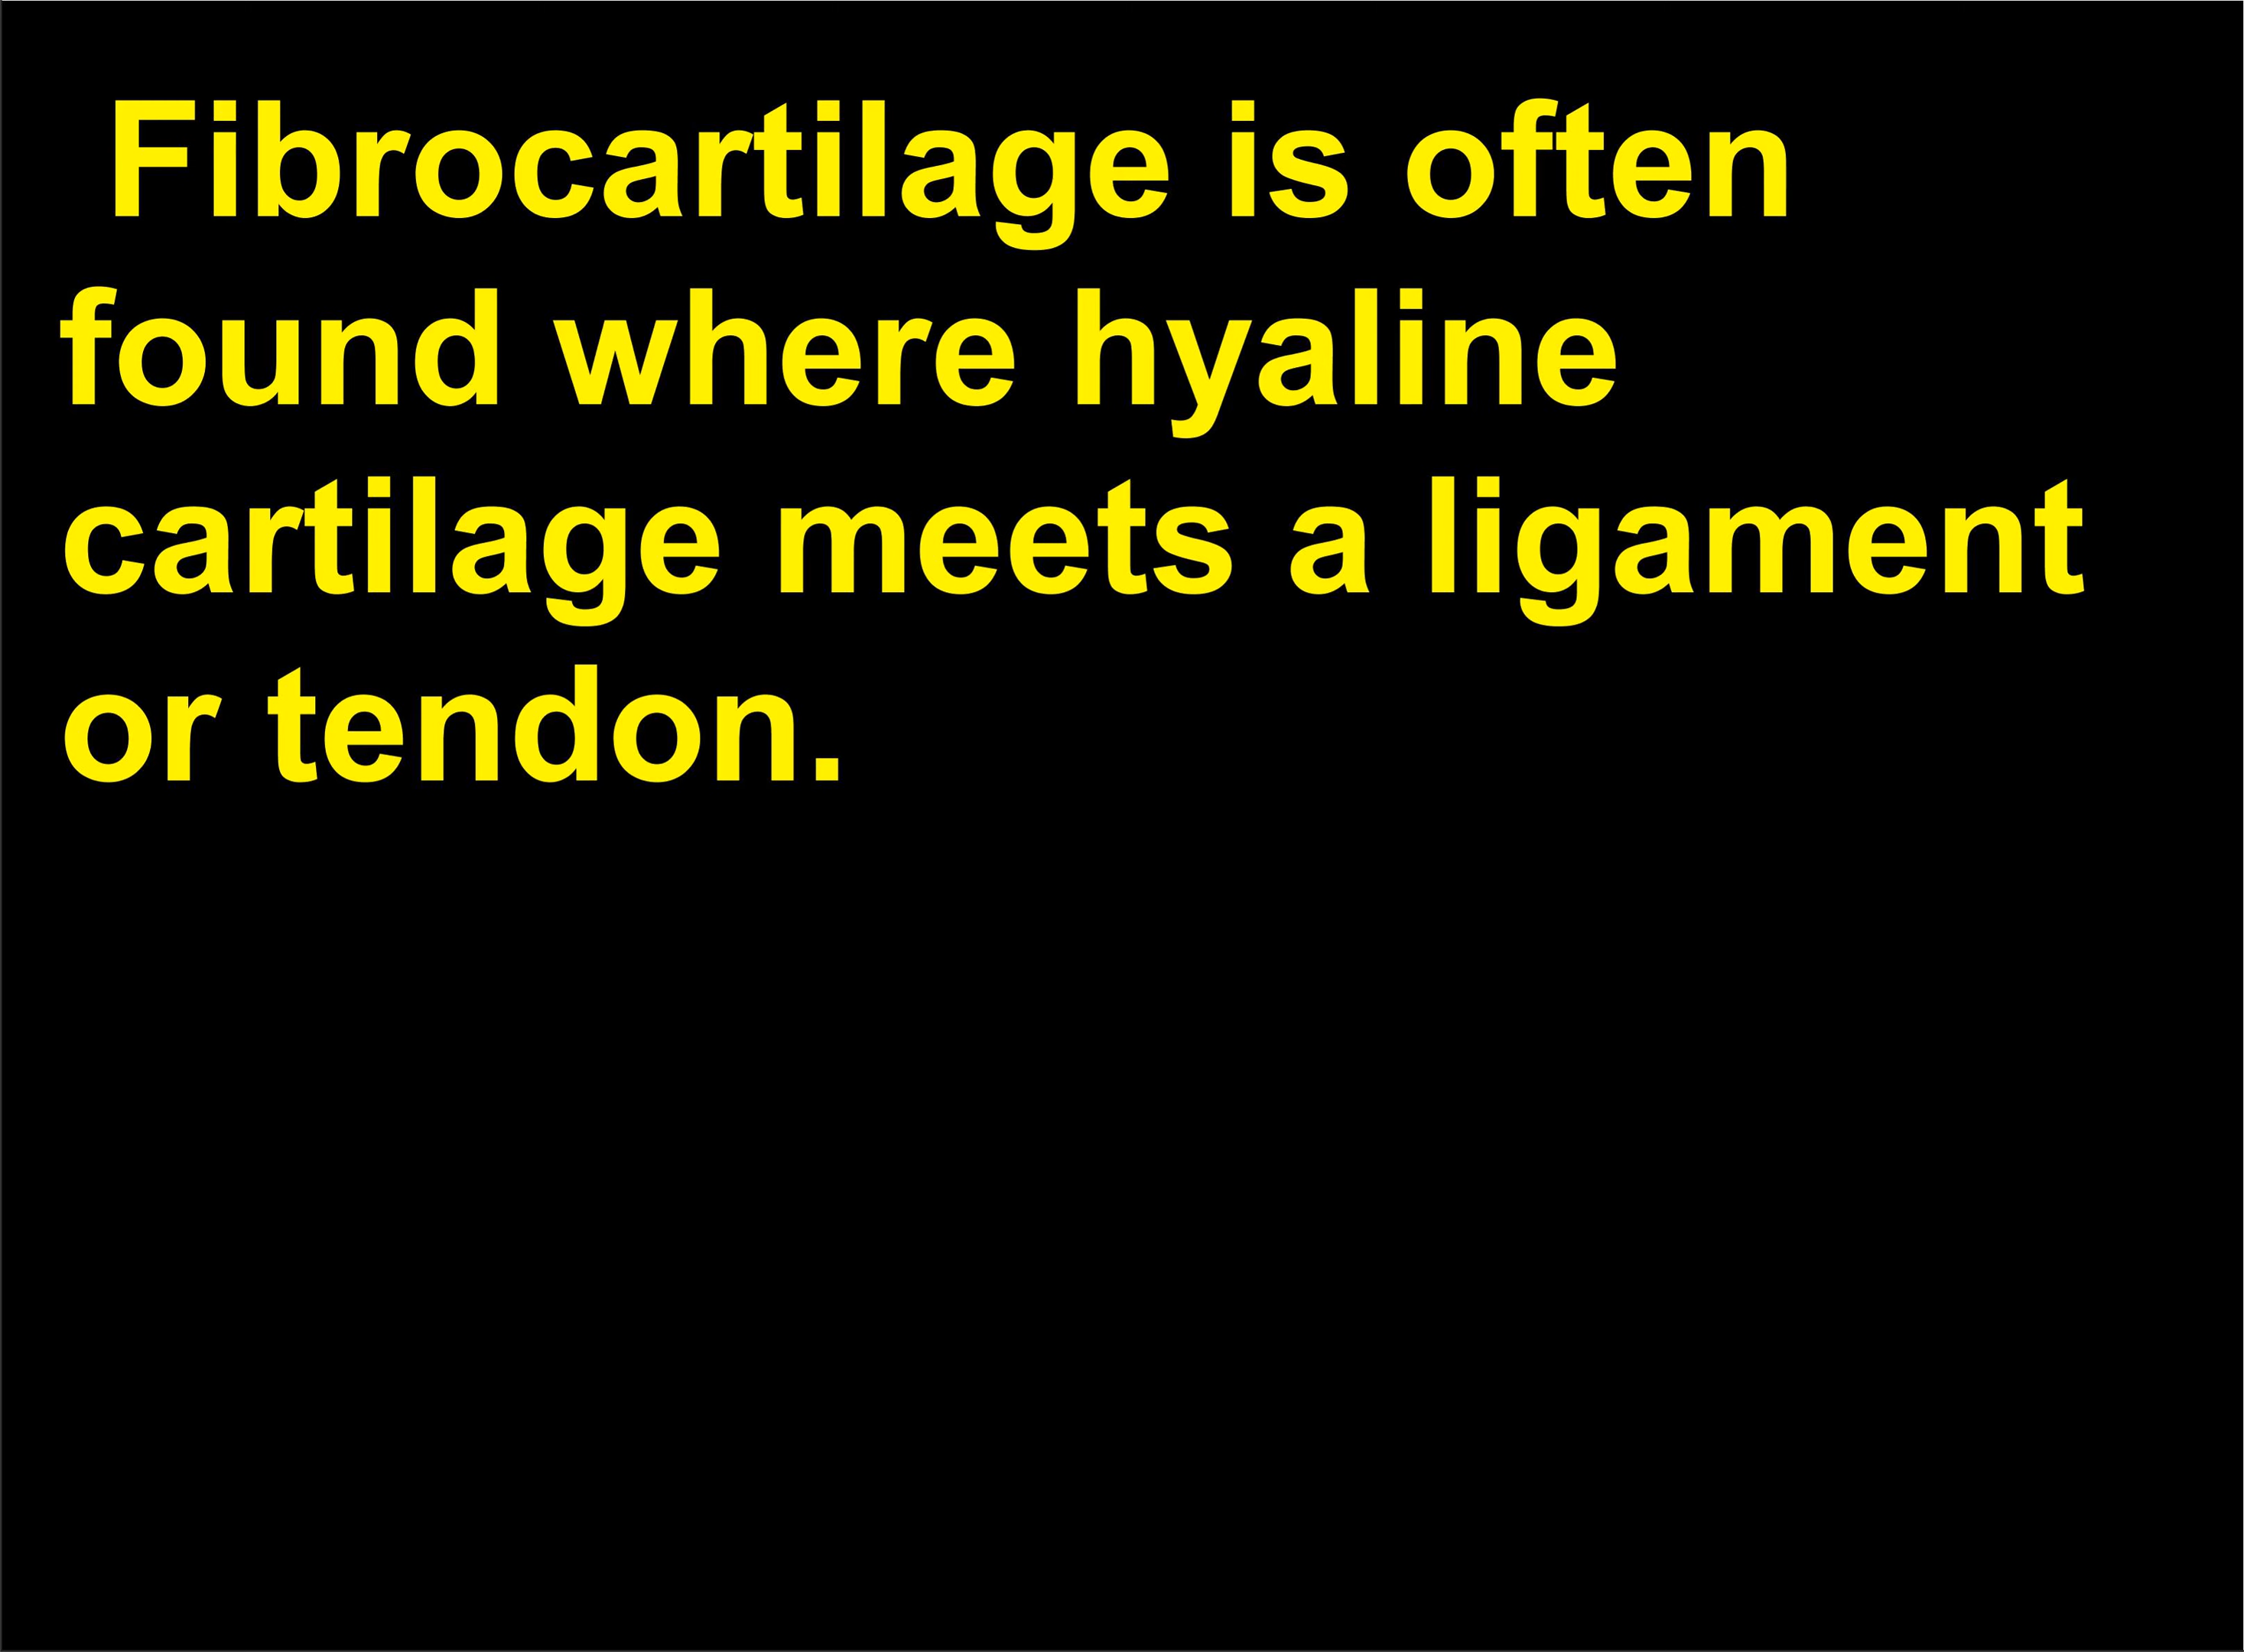 Fibrocartilage is often
found where hyaline
cartilage meets a ligament
or tendon.